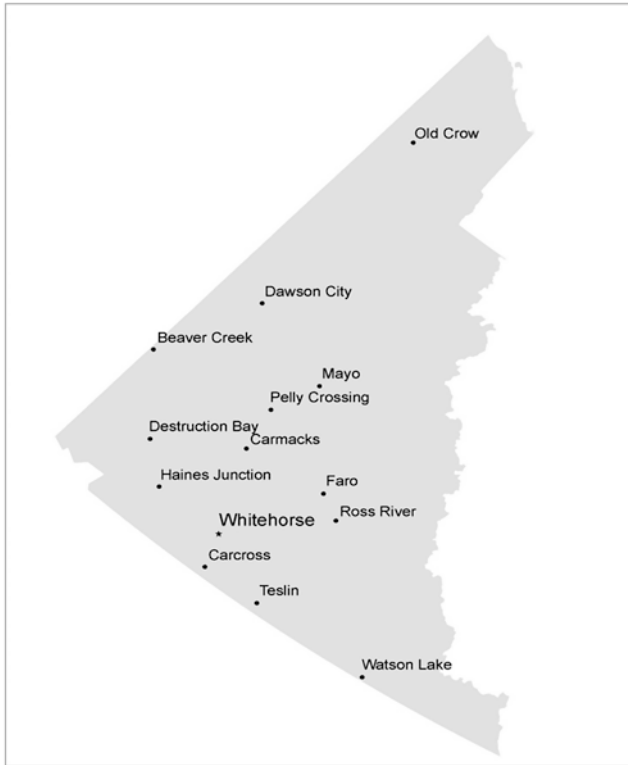 Old Crow
Dawson City
Beaver Creek
Mayo
Pelly Crossing
Destruction Bay
Carmacks
Haines Junction
Faro
Whitehorse
Ross River
Carcross
Teslin
Watson Lake